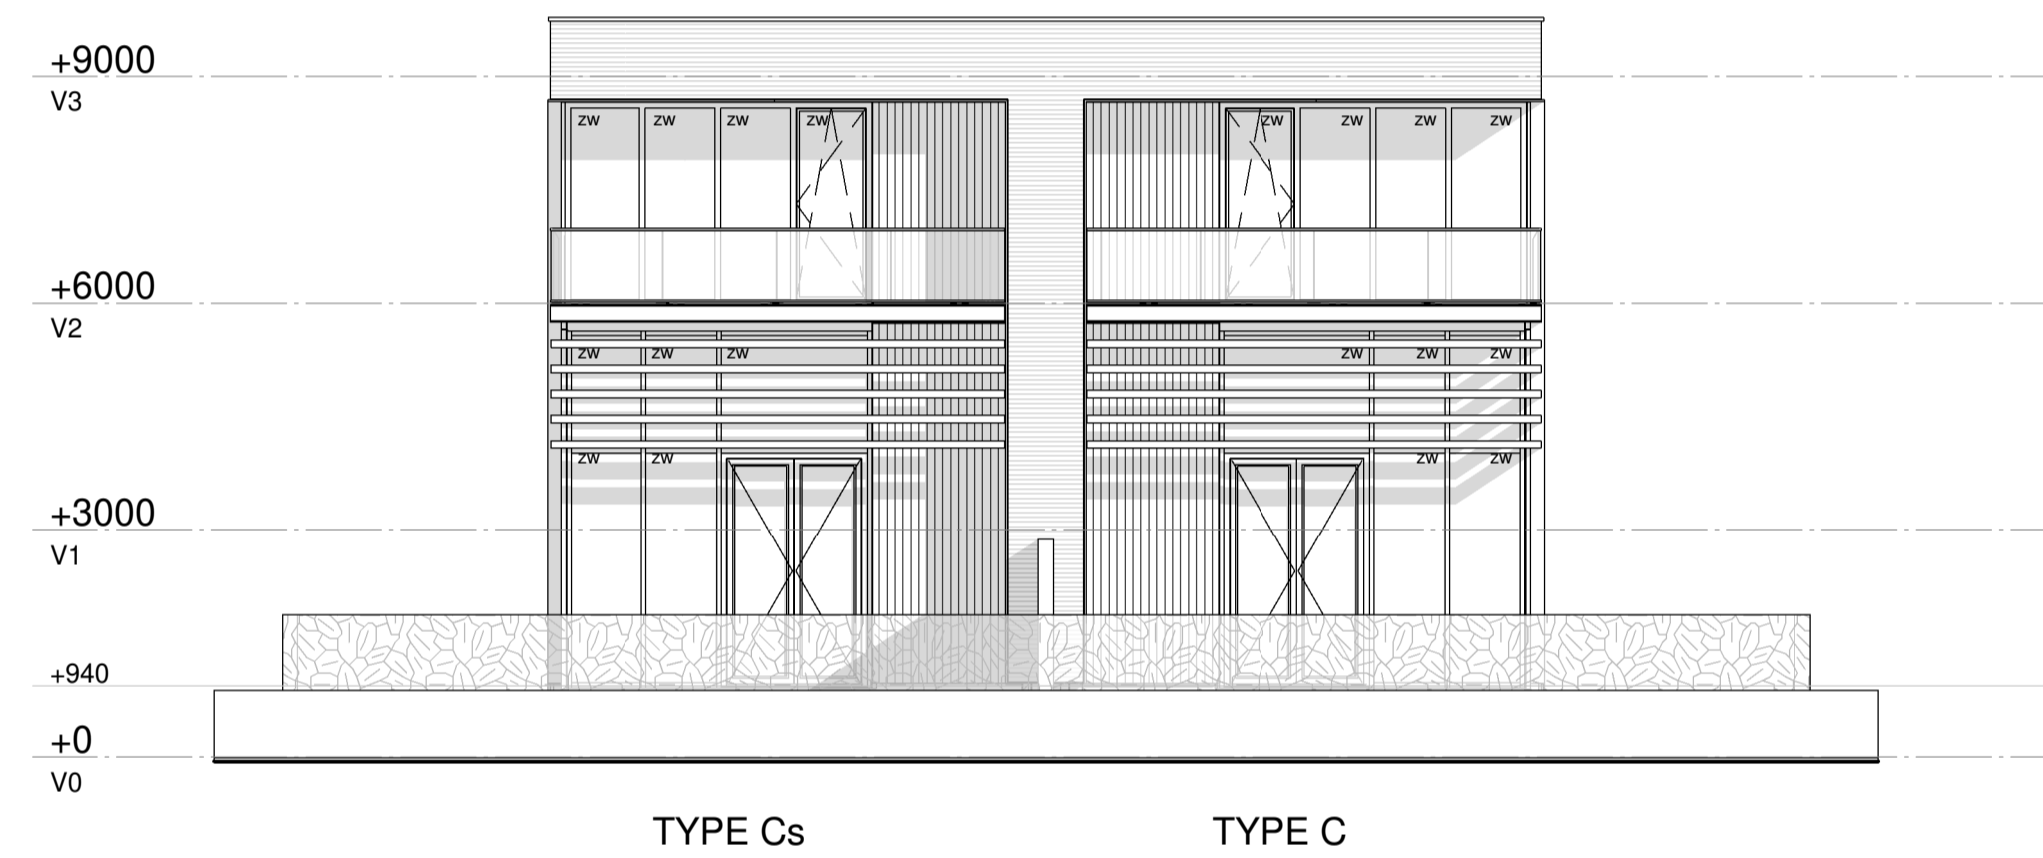 +9000
V3
zw zw zw zw zw zw zw zw
+6000
V2
zw zw zw zw zw zw
zw zw zw zw
+3000
V1
+940
+0
V0
TYPE Cs TYPE C